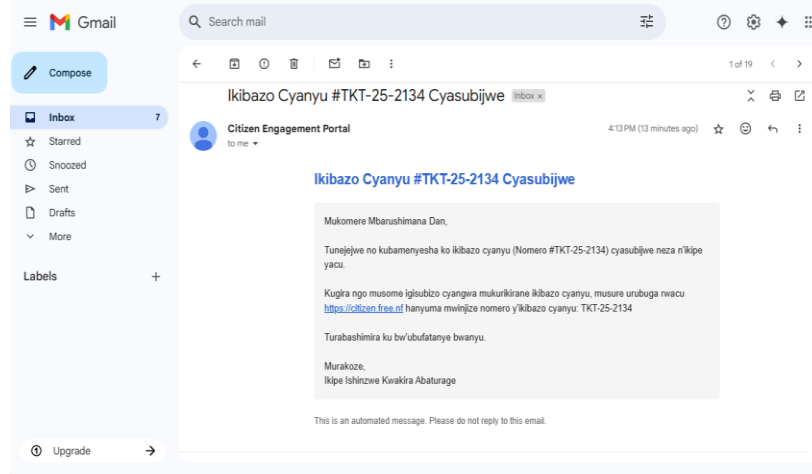 Gmail
Search mail
Compose
1 of 19
Inbox 7
Starred
Snoozed
Sent
Drafts
More
Labels
Upgrade
Ikibazo Cyanyu #TKT-25-2134 Cyasubijwe Inbox ×
Citizen Engagement Portal 4:13 PM (13 minutes ago)
to me
Ikibazo Cyanyu #TKT-25-2134 Cyasubijwe
Mukomere Mbarushimana Dan,
Tunejejwe no kubamenyesha ko ikibazo cyanyu (Nomero #TKT-25-2134) cyasubijwe neza n'ikipe
yacu.
Kugira ngo musome igisubizo cyangwa mukurikirane ikibazo cyanyu, musure urubuga rwacu
https://citizen.free.nf hanyuma mwinjize nomero y'ikibazo cyanyu: TKT-25-2134
Turabashimira ku bw'ubufatanye bwanyu.
Murakoze,
Ikipe Ishinzwe Kwakira Abaturage
This is an automated message. Please do not reply to this email.